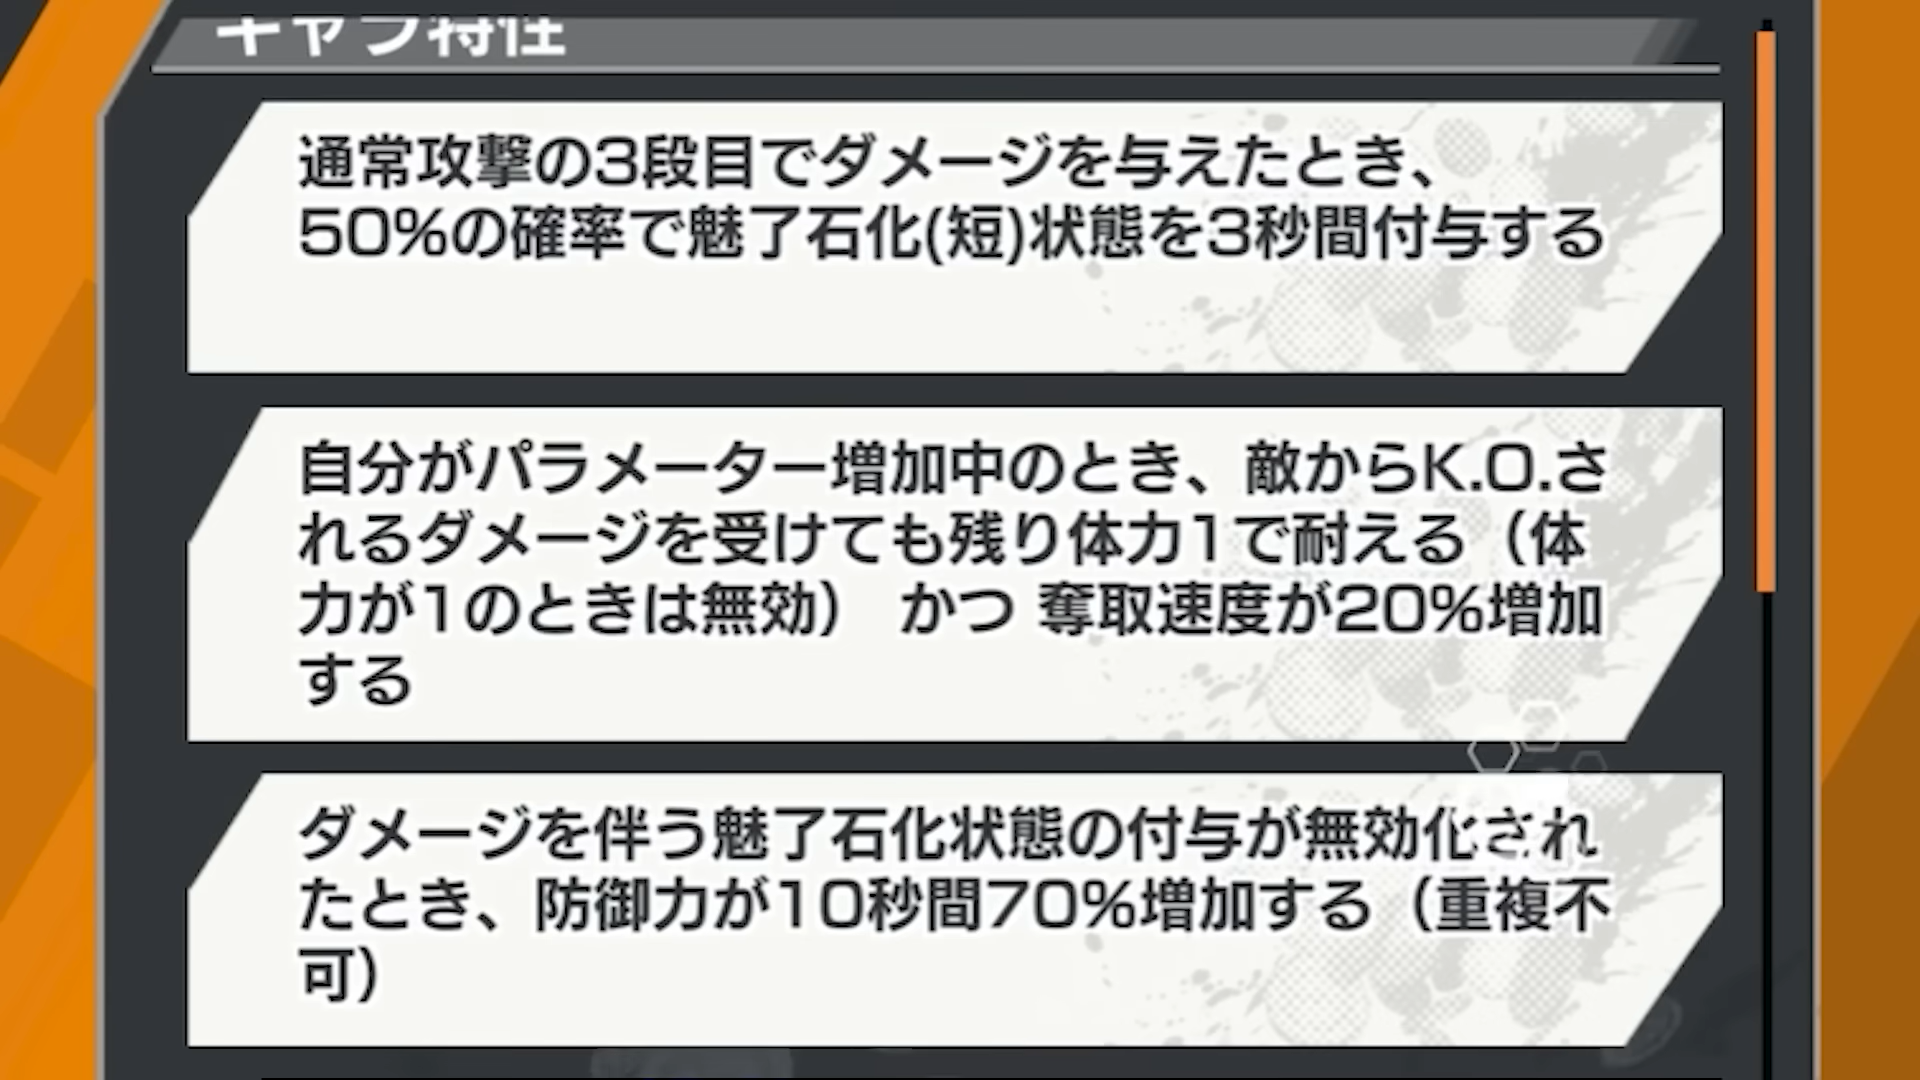 キャラ特性
通常攻撃の3段目でダメージを与えたとき、
50%の確率で魅了石化(短)状態を3秒間付与する
自分がパラメーター増加中のとき、敵からK.O.さ
れるダメージを受けても残り体力1で耐える（体
力が1のときは無効） かつ 奪取速度が20%増加
する
ダメージを伴う魅了石化状態の付与が無効化され
たとき、防御力が10秒間70%増加する（重複不
可）